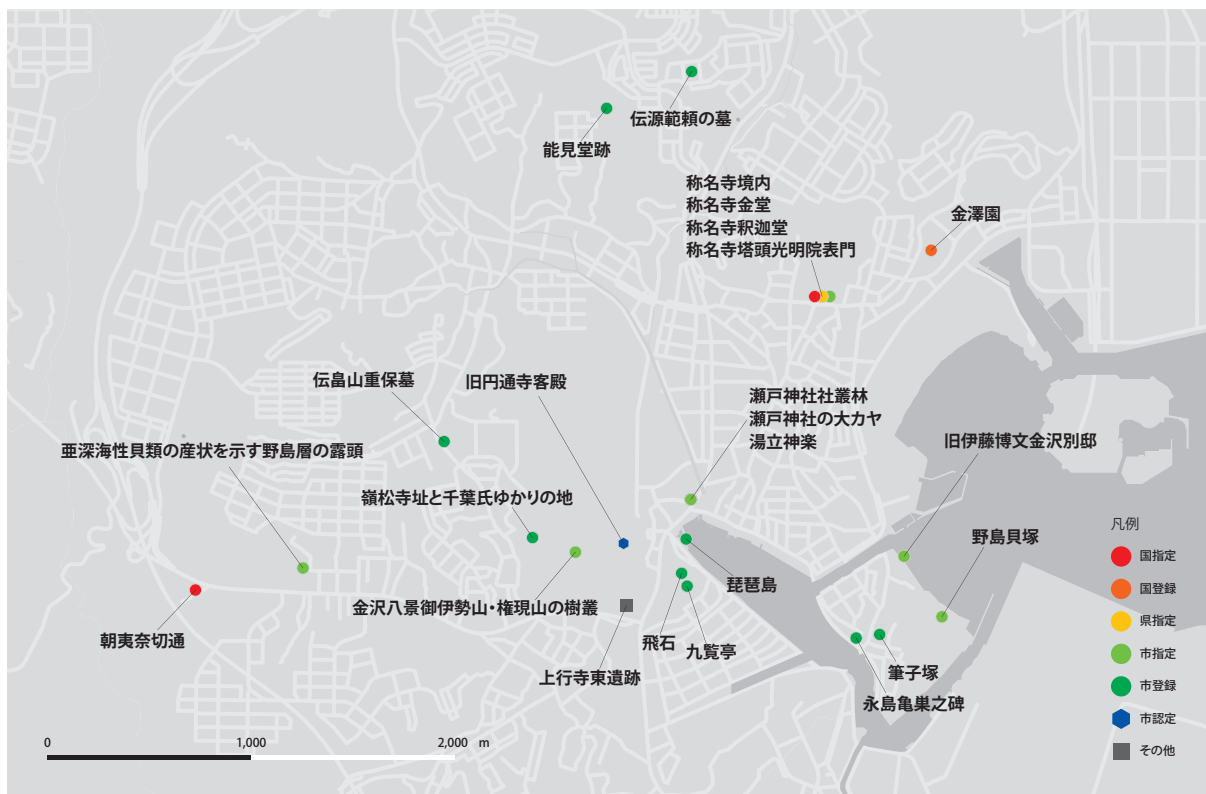 伝源範頼の墓
能見堂跡
称名寺境内
称名寺金堂
称名寺釈迦堂
称名寺塔頭光明院表門
金澤園
伝畠山重保墓
旧円通寺客殿
瀬戸神社社叢林
瀬戸神社の大カヤ
湯立神楽
旧伊藤博文金沢別邸
亜深海性貝類の産状を示す野島層の露頭
嶺松寺址と千葉氏ゆかりの地
野島貝塚
琵琶島
金沢八景御伊勢山・権現山の樹叢
朝夷奈切通
飛石
九覧亭
上行寺東遺跡
筆子塚
永島亀巣之碑
凡例
国指定
国登録
県指定
市指定
市登録
市認定
その他
0 1,000 2,000 m